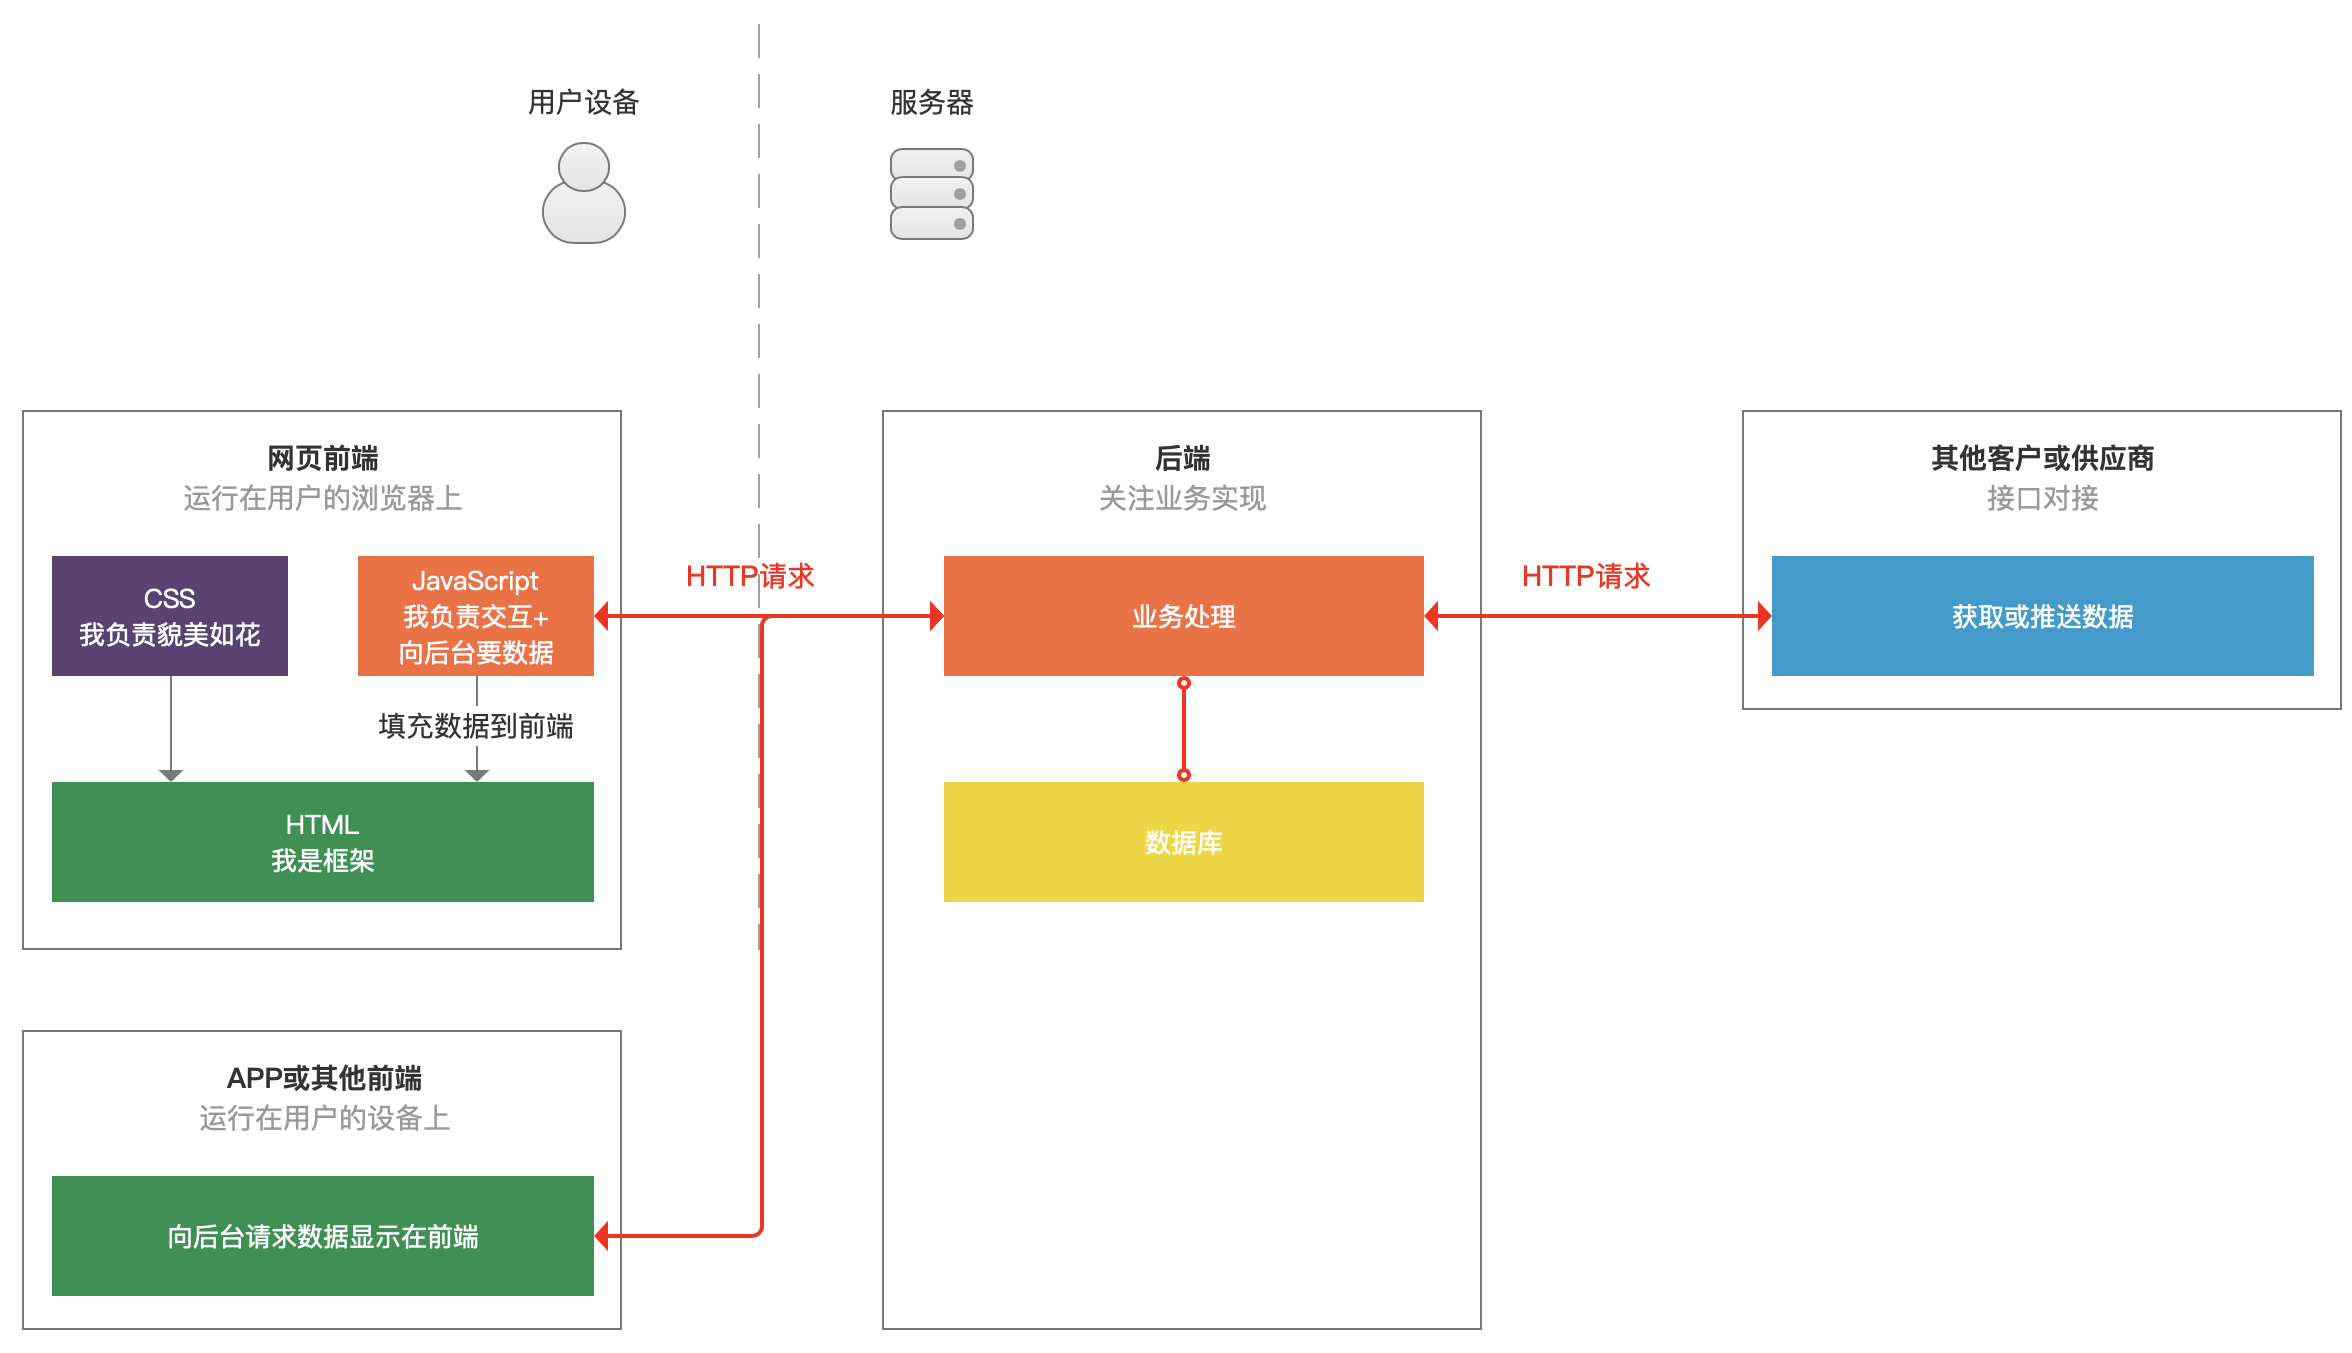 用户设备
服务器
网页前端
运行在用户的浏览器上
CSS
我负责貌美如花
JavaScript
我负责交互+
向后台要数据
填充数据到前端
HTML
我是框架
HTTP请求
后端
关注业务实现
业务处理
数据库
HTTP请求
其他客户或供应商
接口对接
获取或推送数据
APP或其他前端
运行在用户的设备上
向后台请求数据显示在前端